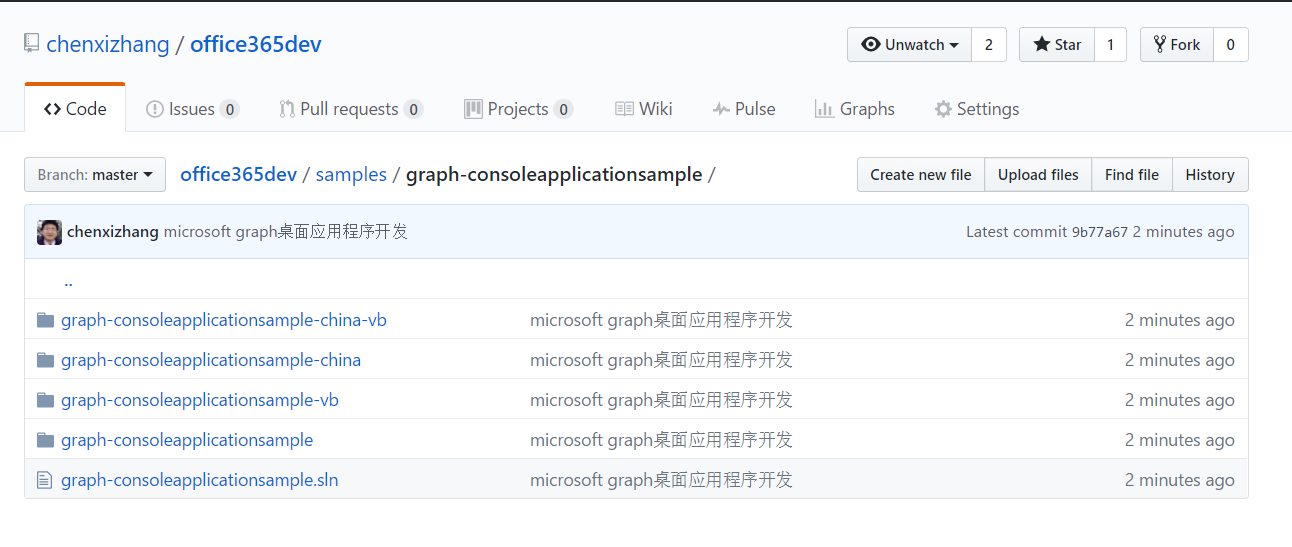 chenxizhang / office365dev Unwatch 2 Star 1 Fork 0
Code Issues 0 Pull requests 0 Projects 0 Wiki Pulse Graphs Settings
Branch: master office365dev / samples / graph-consoleapplicationsample / Create new file Upload files Find file History
chenxizhang microsoft graph桌面应用程序开发 Latest commit 9b77a67 2 minutes ago
..
graph-consoleapplicationsample-china-vb microsoft graph桌面应用程序开发 2 minutes ago
graph-consoleapplicationsample-china microsoft graph桌面应用程序开发 2 minutes ago
graph-consoleapplicationsample-vb microsoft graph桌面应用程序开发 2 minutes ago
graph-consoleapplicationsample microsoft graph桌面应用程序开发 2 minutes ago
graph-consoleapplicationsample.sln microsoft graph桌面应用程序开发 2 minutes ago